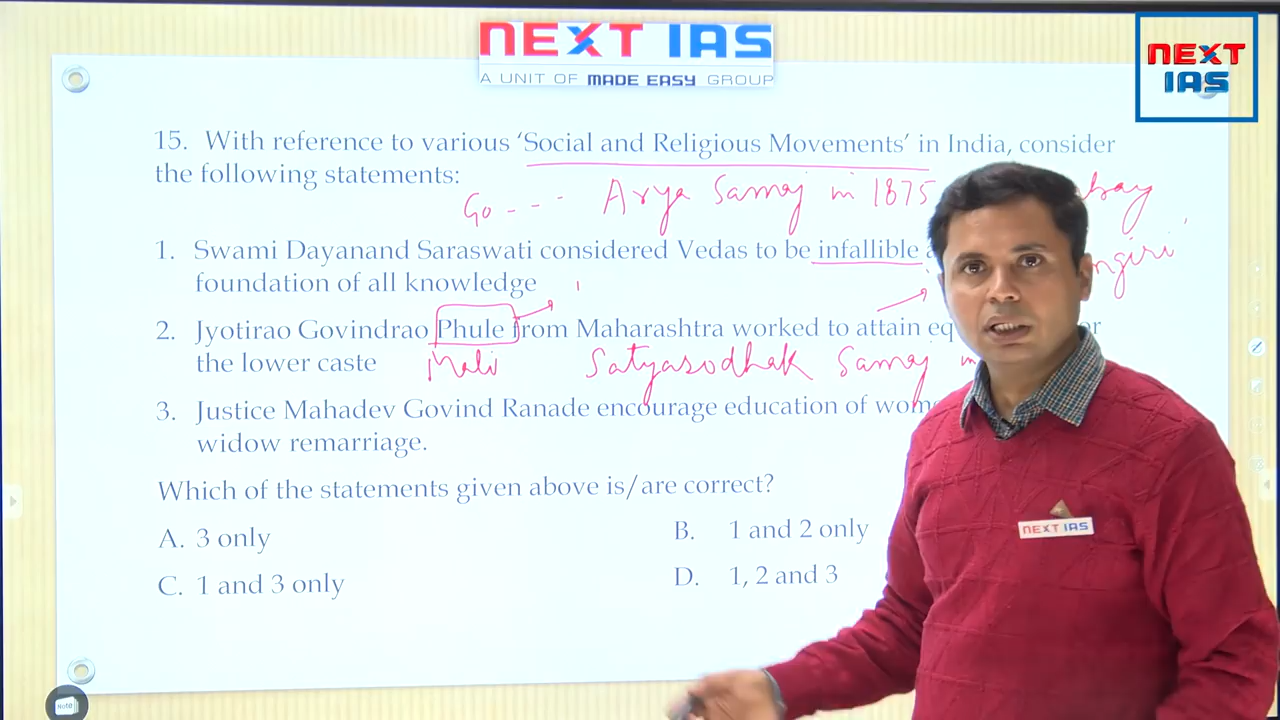 NEXT IAS
A UNIT OF MADE EASY GROUP
NEXT
IAS
15. With reference to various ‘Social and Religious Movements’ in India, consider
the following statements:
Go - - - Arya Samaj in 1875
1. Swami Dayanand Saraswati considered Vedas to be infallible
foundation of all knowledge
2. Jyotirao Govindrao Phule from Maharashtra worked to attain
the lower caste
Mali Satyasodhak Samaj in
3. Justice Mahadev Govind Ranade encourage education of
widow remarriage.
Which of the statements given above is/are correct?
A. 3 only
B. 1 and 2 only
C. 1 and 3 only
D. 1, 2 and 3
NEXT IAS
Note